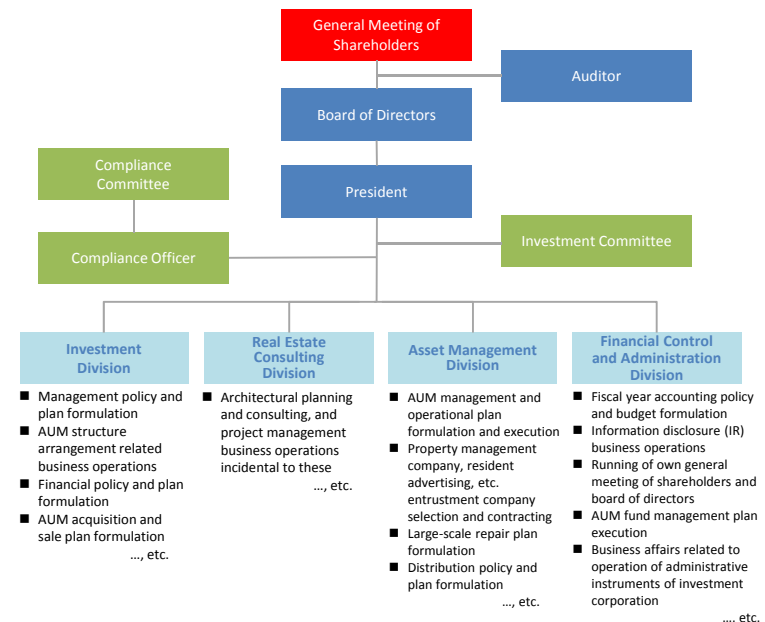 General Meeting of
Shareholders
Auditor
Board of Directors
Compliance
Committee
President
Compliance Officer
Investment Committee
Investment
Division
■ Management policy and
plan formulation
■ AUM structure
arrangement related
business operations
■ Financial policy and plan
formulation
■ AUM acquisition and
sale plan formulation
..., etc.
Real Estate
Consulting
Division
■ Architectural planning
and consulting, and
project management
business operations
incidental to these
..., etc.
Asset Management
Division
■ AUM management and
operational plan
formulation and execution
■ Property management
company, resident
advertising, etc.
entrustment company
selection and contracting
■ Large-scale repair plan
formulation
■ Distribution policy and
plan formulation
..., etc.
Financial Control
and Administration
Division
■ Fiscal year accounting policy
and budget formulation
■ Information disclosure (IR)
business operations
■ Running of own general
meeting of shareholders and
board of directors
■ AUM fund management plan
execution
■ Business affairs related to
operation of administrative
instruments of investment
corporation
…. etc.